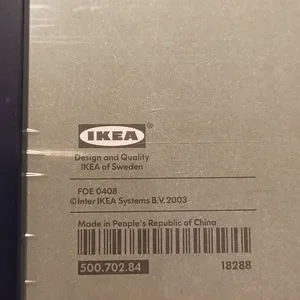 IKEA®
Design and Quality
IKEA of Sweden
FOE 0408
©Inter IKEA Systems B.V. 2003
Made in People's Republic of China
500.702.84 18288